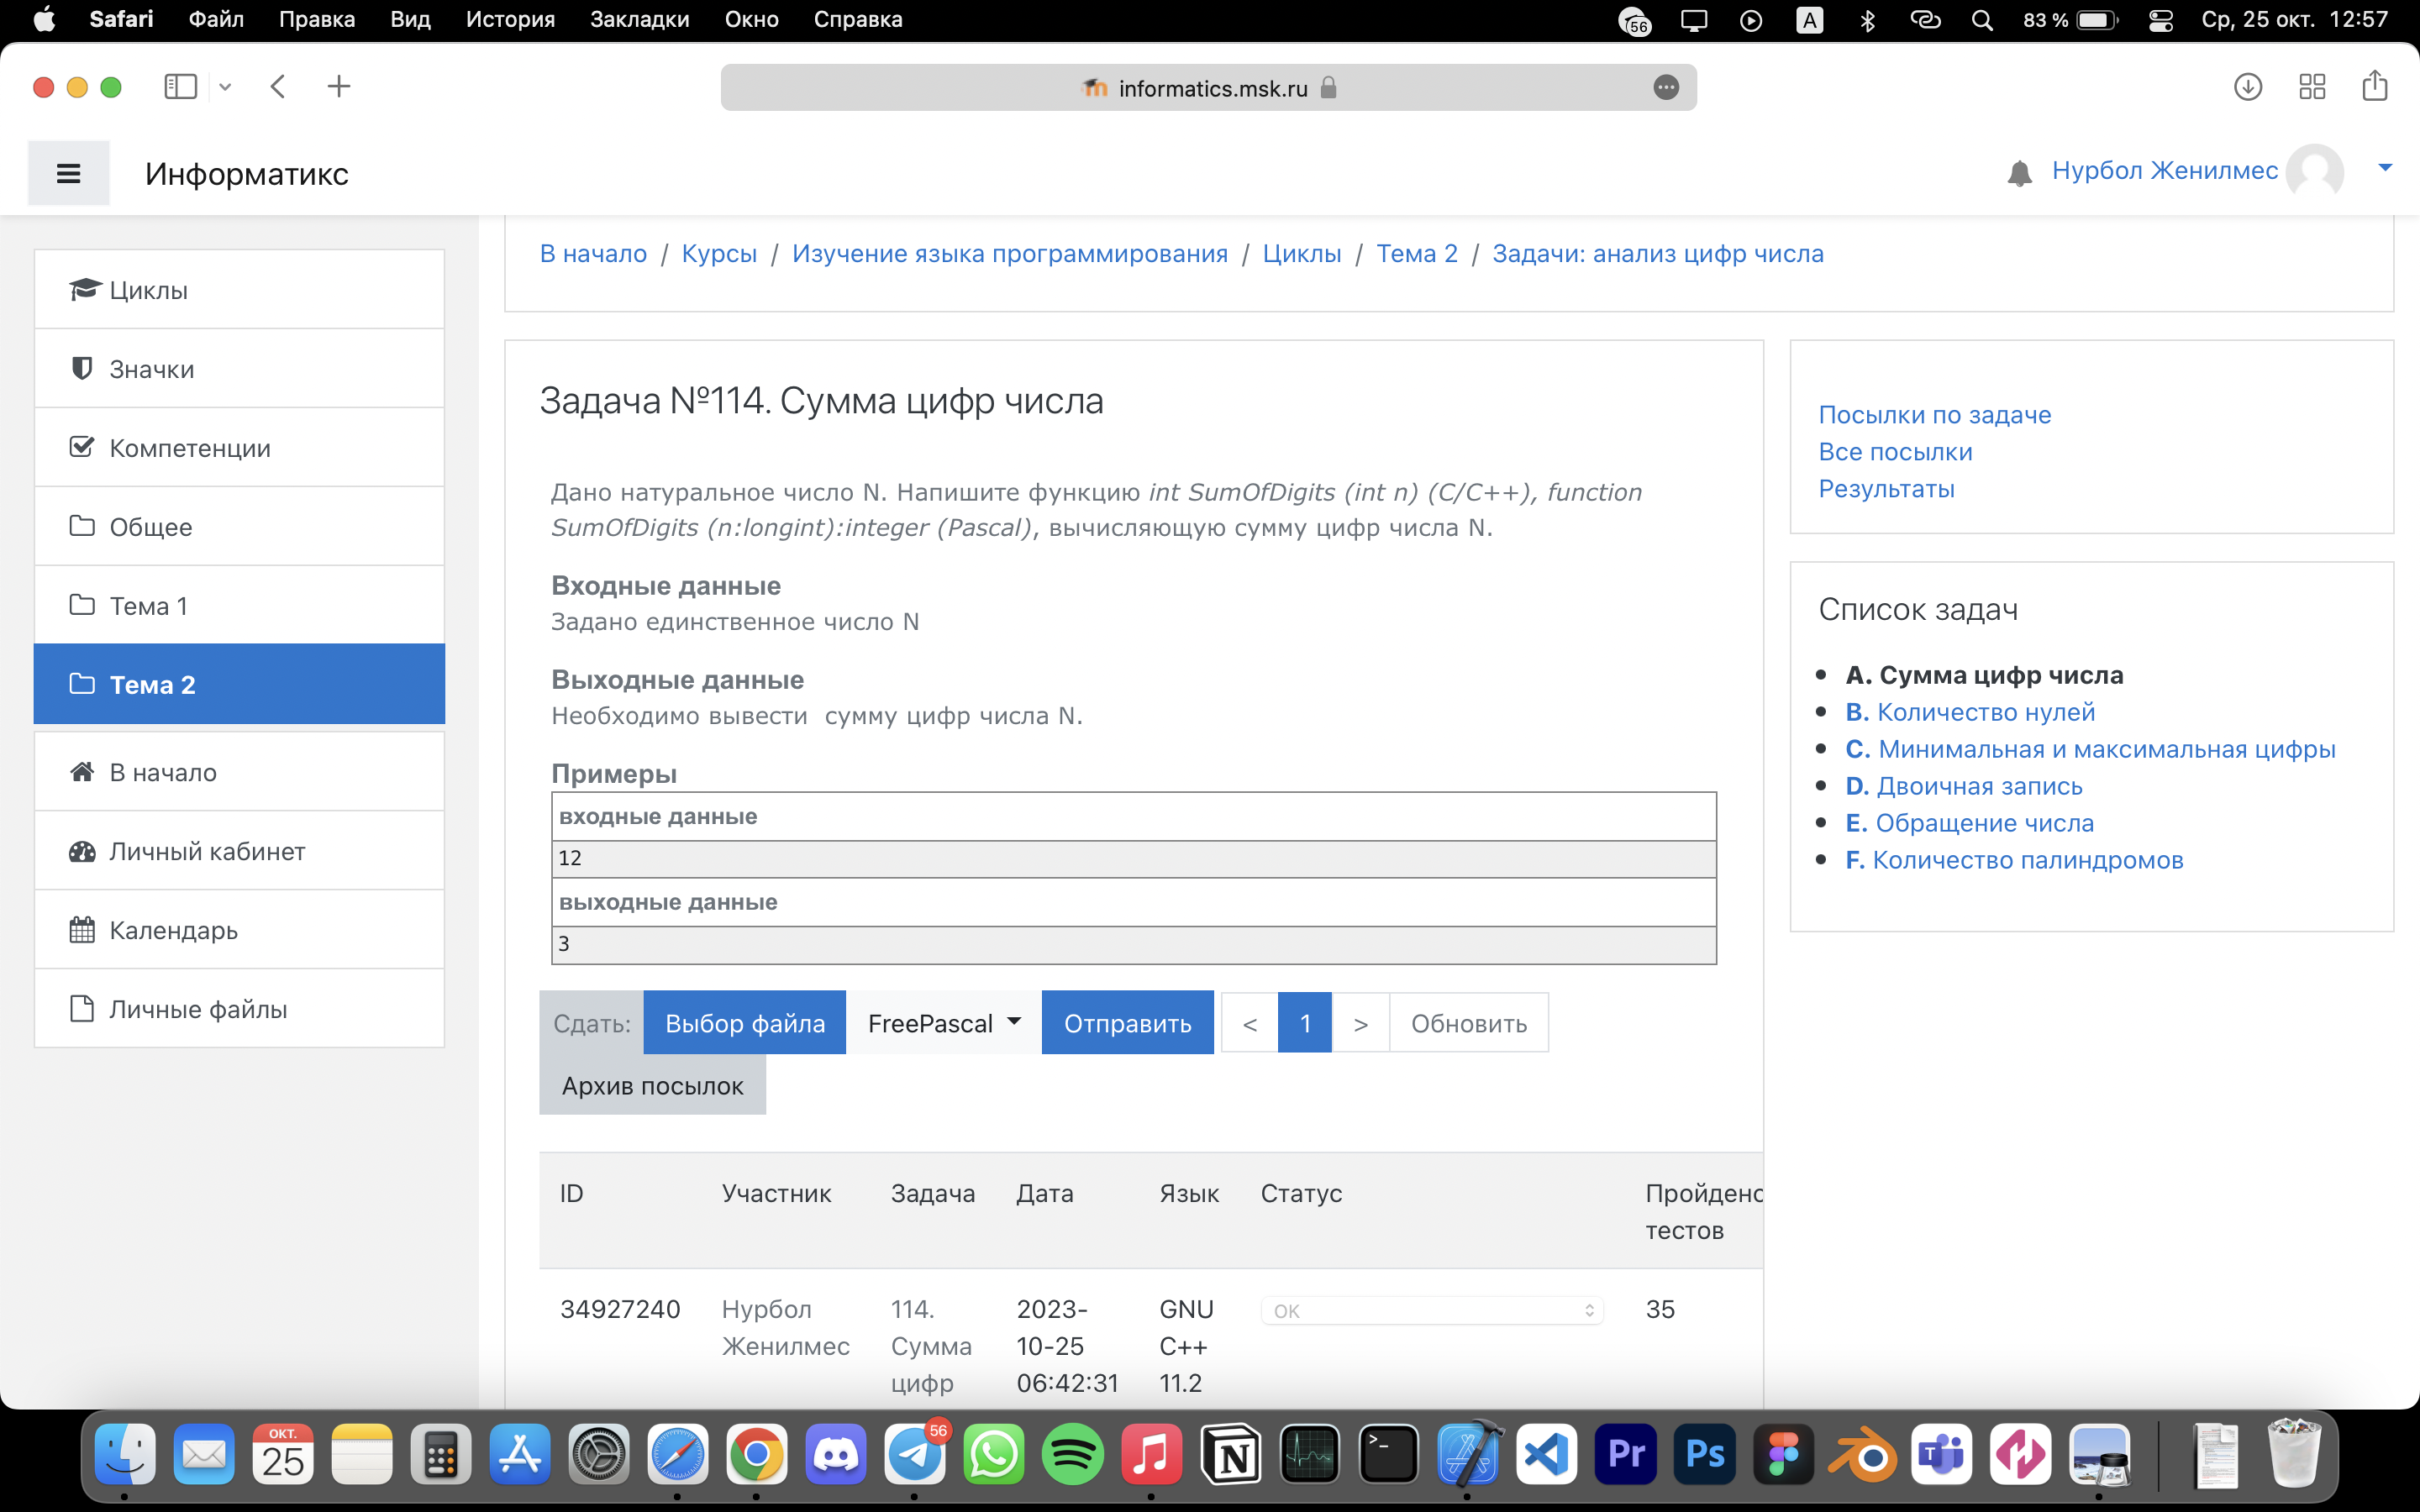 Safari Файл Правка Вид История Закладки Окно Справка
56 A 83 % Ср, 25 окт. 12:57
informatics.msk.ru
Информатикс
Нурбол Женилмес
В начало / Курсы / Изучение языка программирования / Циклы / Тема 2 / Задачи: анализ цифр числа
Циклы
Значки
Компетенции
Общее
Тема 1
Тема 2
В начало
Личный кабинет
Календарь
Личные файлы
Задача №114. Сумма цифр числа
Дано натуральное число N. Напишите функцию int SumOfDigits (int n) (C/C++), function
SumOfDigits (n:longint):integer (Pascal), вычисляющую сумму цифр числа N.
Входные данные
Задано единственное число N
Выходные данные
Необходимо вывести  сумму цифр числа N.
Примеры
входные данные
12
выходные данные
3
Сдать: Выбор файла FreePascal Отправить < 1 > Обновить
Архив посылок
ID Участник Задача Дата Язык Статус Пройдено
тестов
34927240 Нурбол 114. 2023- GNU OK 35
Женилмес Сумма 10-25 C++
цифр 06:42:31 11.2
Посылки по задаче
Все посылки
Результаты
Список задач
A. Сумма цифр числа
B. Количество нулей
C. Минимальная и максимальная цифры
D. Двоичная запись
E. Обращение числа
F. Количество палиндромов
ОКТ.
25
56
N
>_
Pr
Ps
T